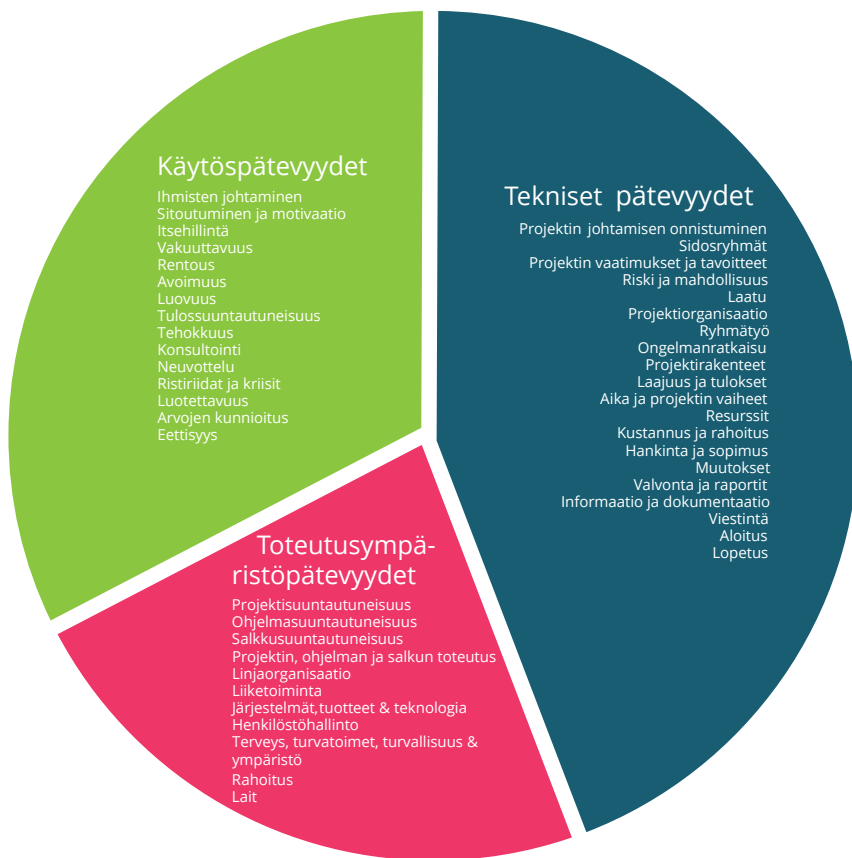 Käytöspätevyydet
Ihmisten johtaminen
Sitoutuminen ja motivaatio
Itsehillintä
Vakuuttavuus
Rentous
Avoimuus
Luovuus
Tulossuuntautuneisuus
Tehokkuus
Konsultointi
Neuvottelu
Ristiriidat ja kriisit
Luotettavuus
Arvojen kunnioitus
Eettisyys
Tekniset pätevyydet
Projektin johtamisen onnistuminen
Sidosryhmät
Projektin vaatimukset ja tavoitteet
Riski ja mahdollisuus
Laatu
Projektiorganisaatio
Ryhmätyö
Ongelmanratkaisu
Projektirakenteet
Laajuus ja tulokset
Aika ja projektin vaiheet
Resurssit
Kustannus ja rahoitus
Hankinta ja sopimus
Muutokset
Valvonta ja raportit
Informaatio ja dokumentaatio
Viestintä
Aloitus
Lopetus
Toteutusympä-
ristöpätevyydet
Projektisuuntautuneisuus
Ohjelmasuuntautuneisuus
Salkkusuuntautuneisuus
Projektin, ohjelman ja salkun toteutus
Linjaorganisaatio
Liiketoiminta
Järjestelmät,tuotteet & teknologia
Henkilöstöhallinto
Terveys, turvatoimet, turvallisuus &
ympäristö
Rahoitus
Lait